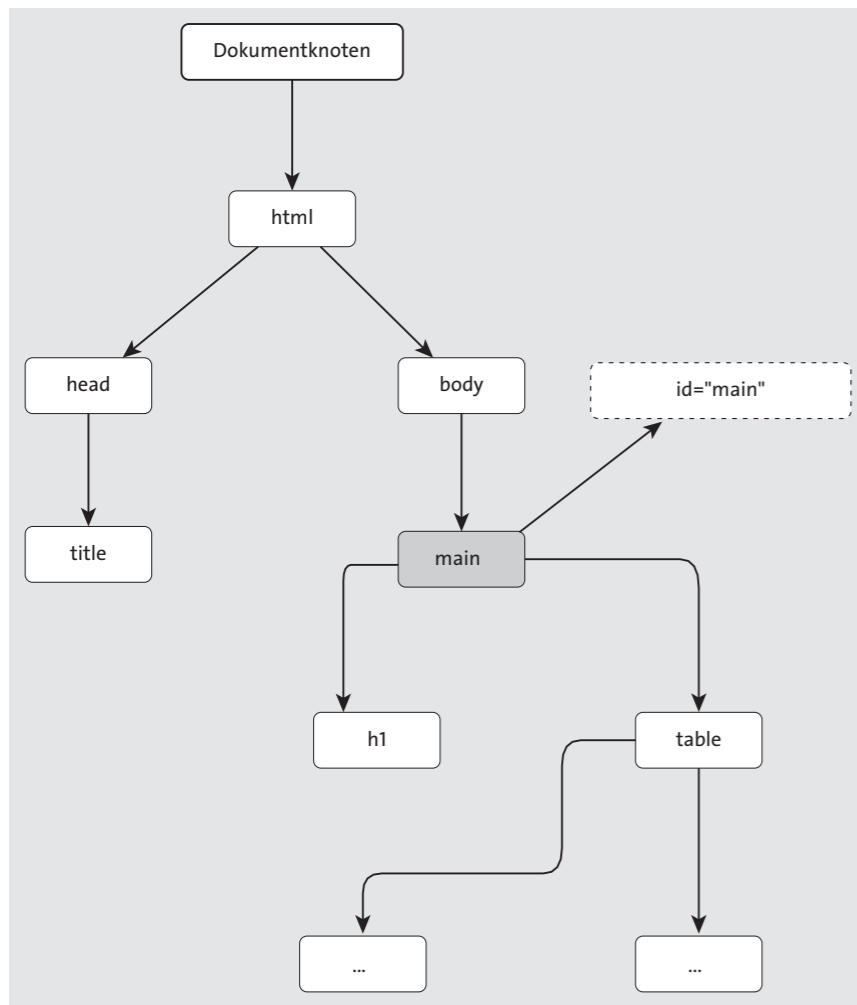 Dokumentknoten
html
head
body
id="main"
title
main
h1
table
...
...